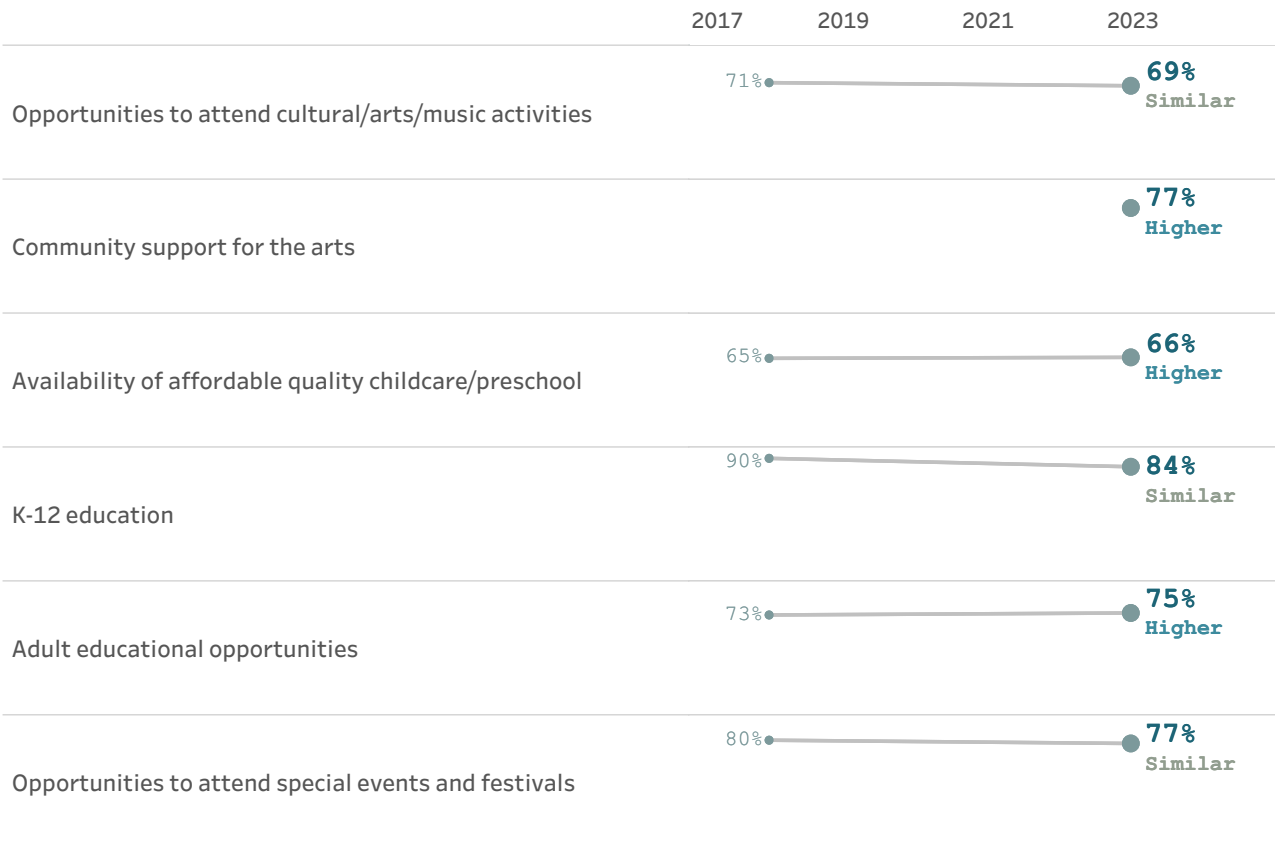 2017 2019 2021 2023
71% 69%
Similar
Opportunities to attend cultural/arts/music activities
77%
Higher
Community support for the arts
65% 66%
Higher
Availability of affordable quality childcare/preschool
90% 84%
Similar
K-12 education
73% 75%
Higher
Adult educational opportunities
80% 77%
Similar
Opportunities to attend special events and festivals